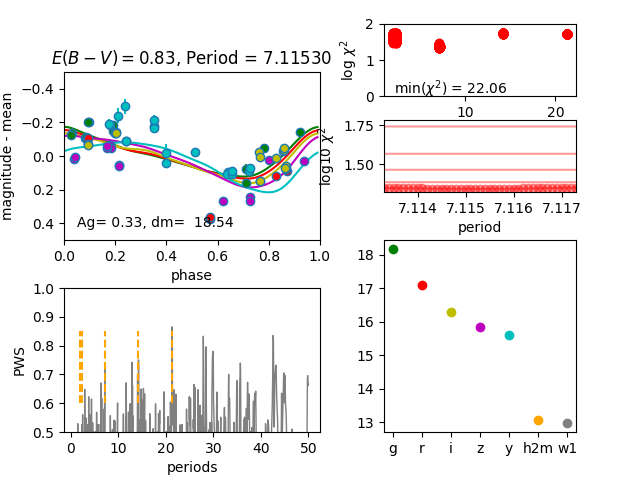 E(B − V) = 0.83, Period = 7.11530
magnitude - mean
−0.4
−0.2
0.0
0.2
0.4
Ag= 0.33, dm= 18.54
0.0 0.2 0.4 0.6 0.8 1.0
phase
log χ²
2
1
0
min(χ²) = 22.06
10 20
log10 χ²
1.75
1.50
7.114 7.115 7.116 7.117
period
PWS
1.0
0.9
0.8
0.7
0.6
0.5
0 10 20 30 40 50
periods
18
17
16
15
14
13
g r i z y h2m w1